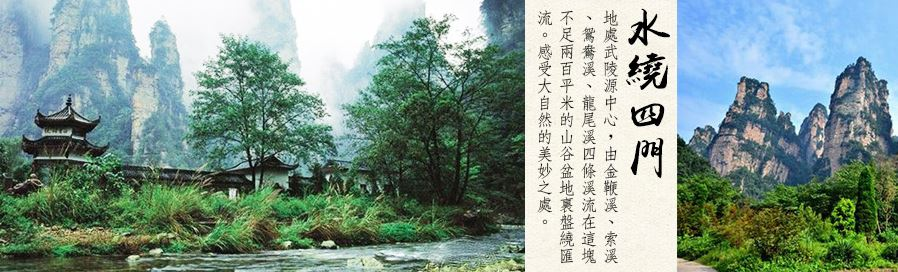 水繞四門
地處武陵源中心，由金鞭溪、索溪
、鴛鴦溪、龍尾溪四條溪流在這塊
不足兩百平米的山谷盆地裏盤繞匯
流。感受大自然的美妙之處。